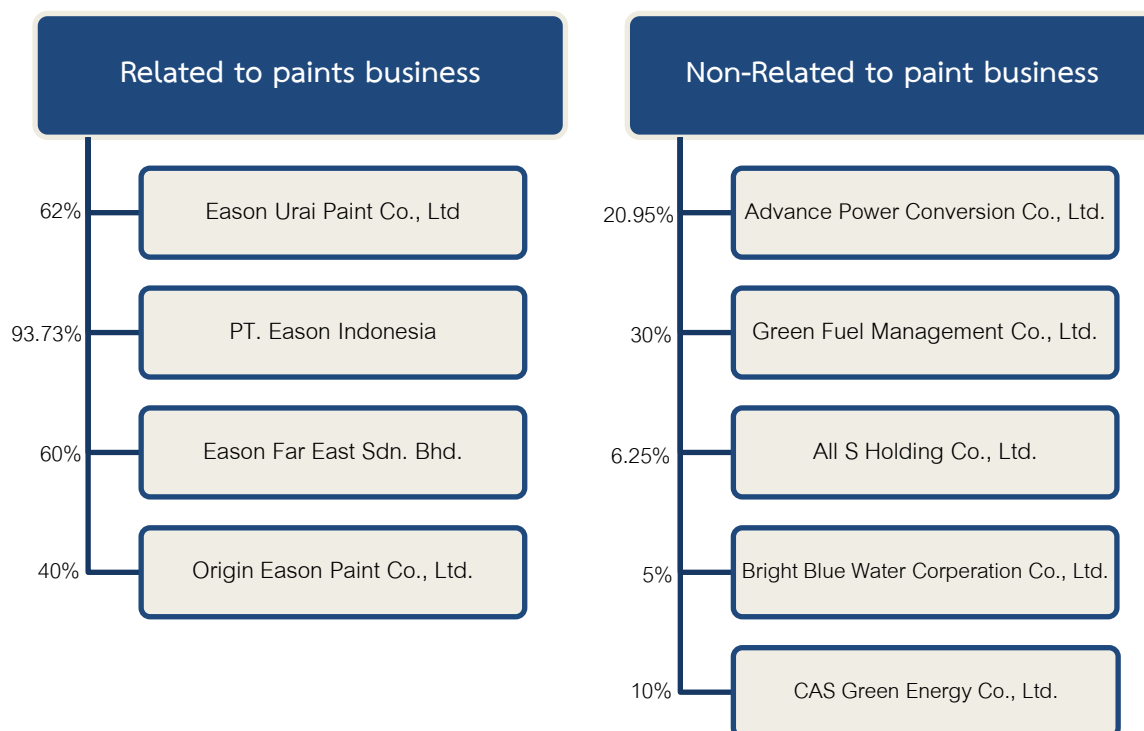 Related to paints business
62%
Eason Urai Paint Co., Ltd
93.73%
PT. Eason Indonesia
60%
Eason Far East Sdn. Bhd.
40%
Origin Eason Paint Co., Ltd.
Non-Related to paint business
20.95%
Advance Power Conversion Co., Ltd.
30%
Green Fuel Management Co., Ltd.
6.25%
All S Holding Co., Ltd.
5%
Bright Blue Water Corperation Co., Ltd.
10%
CAS Green Energy Co., Ltd.